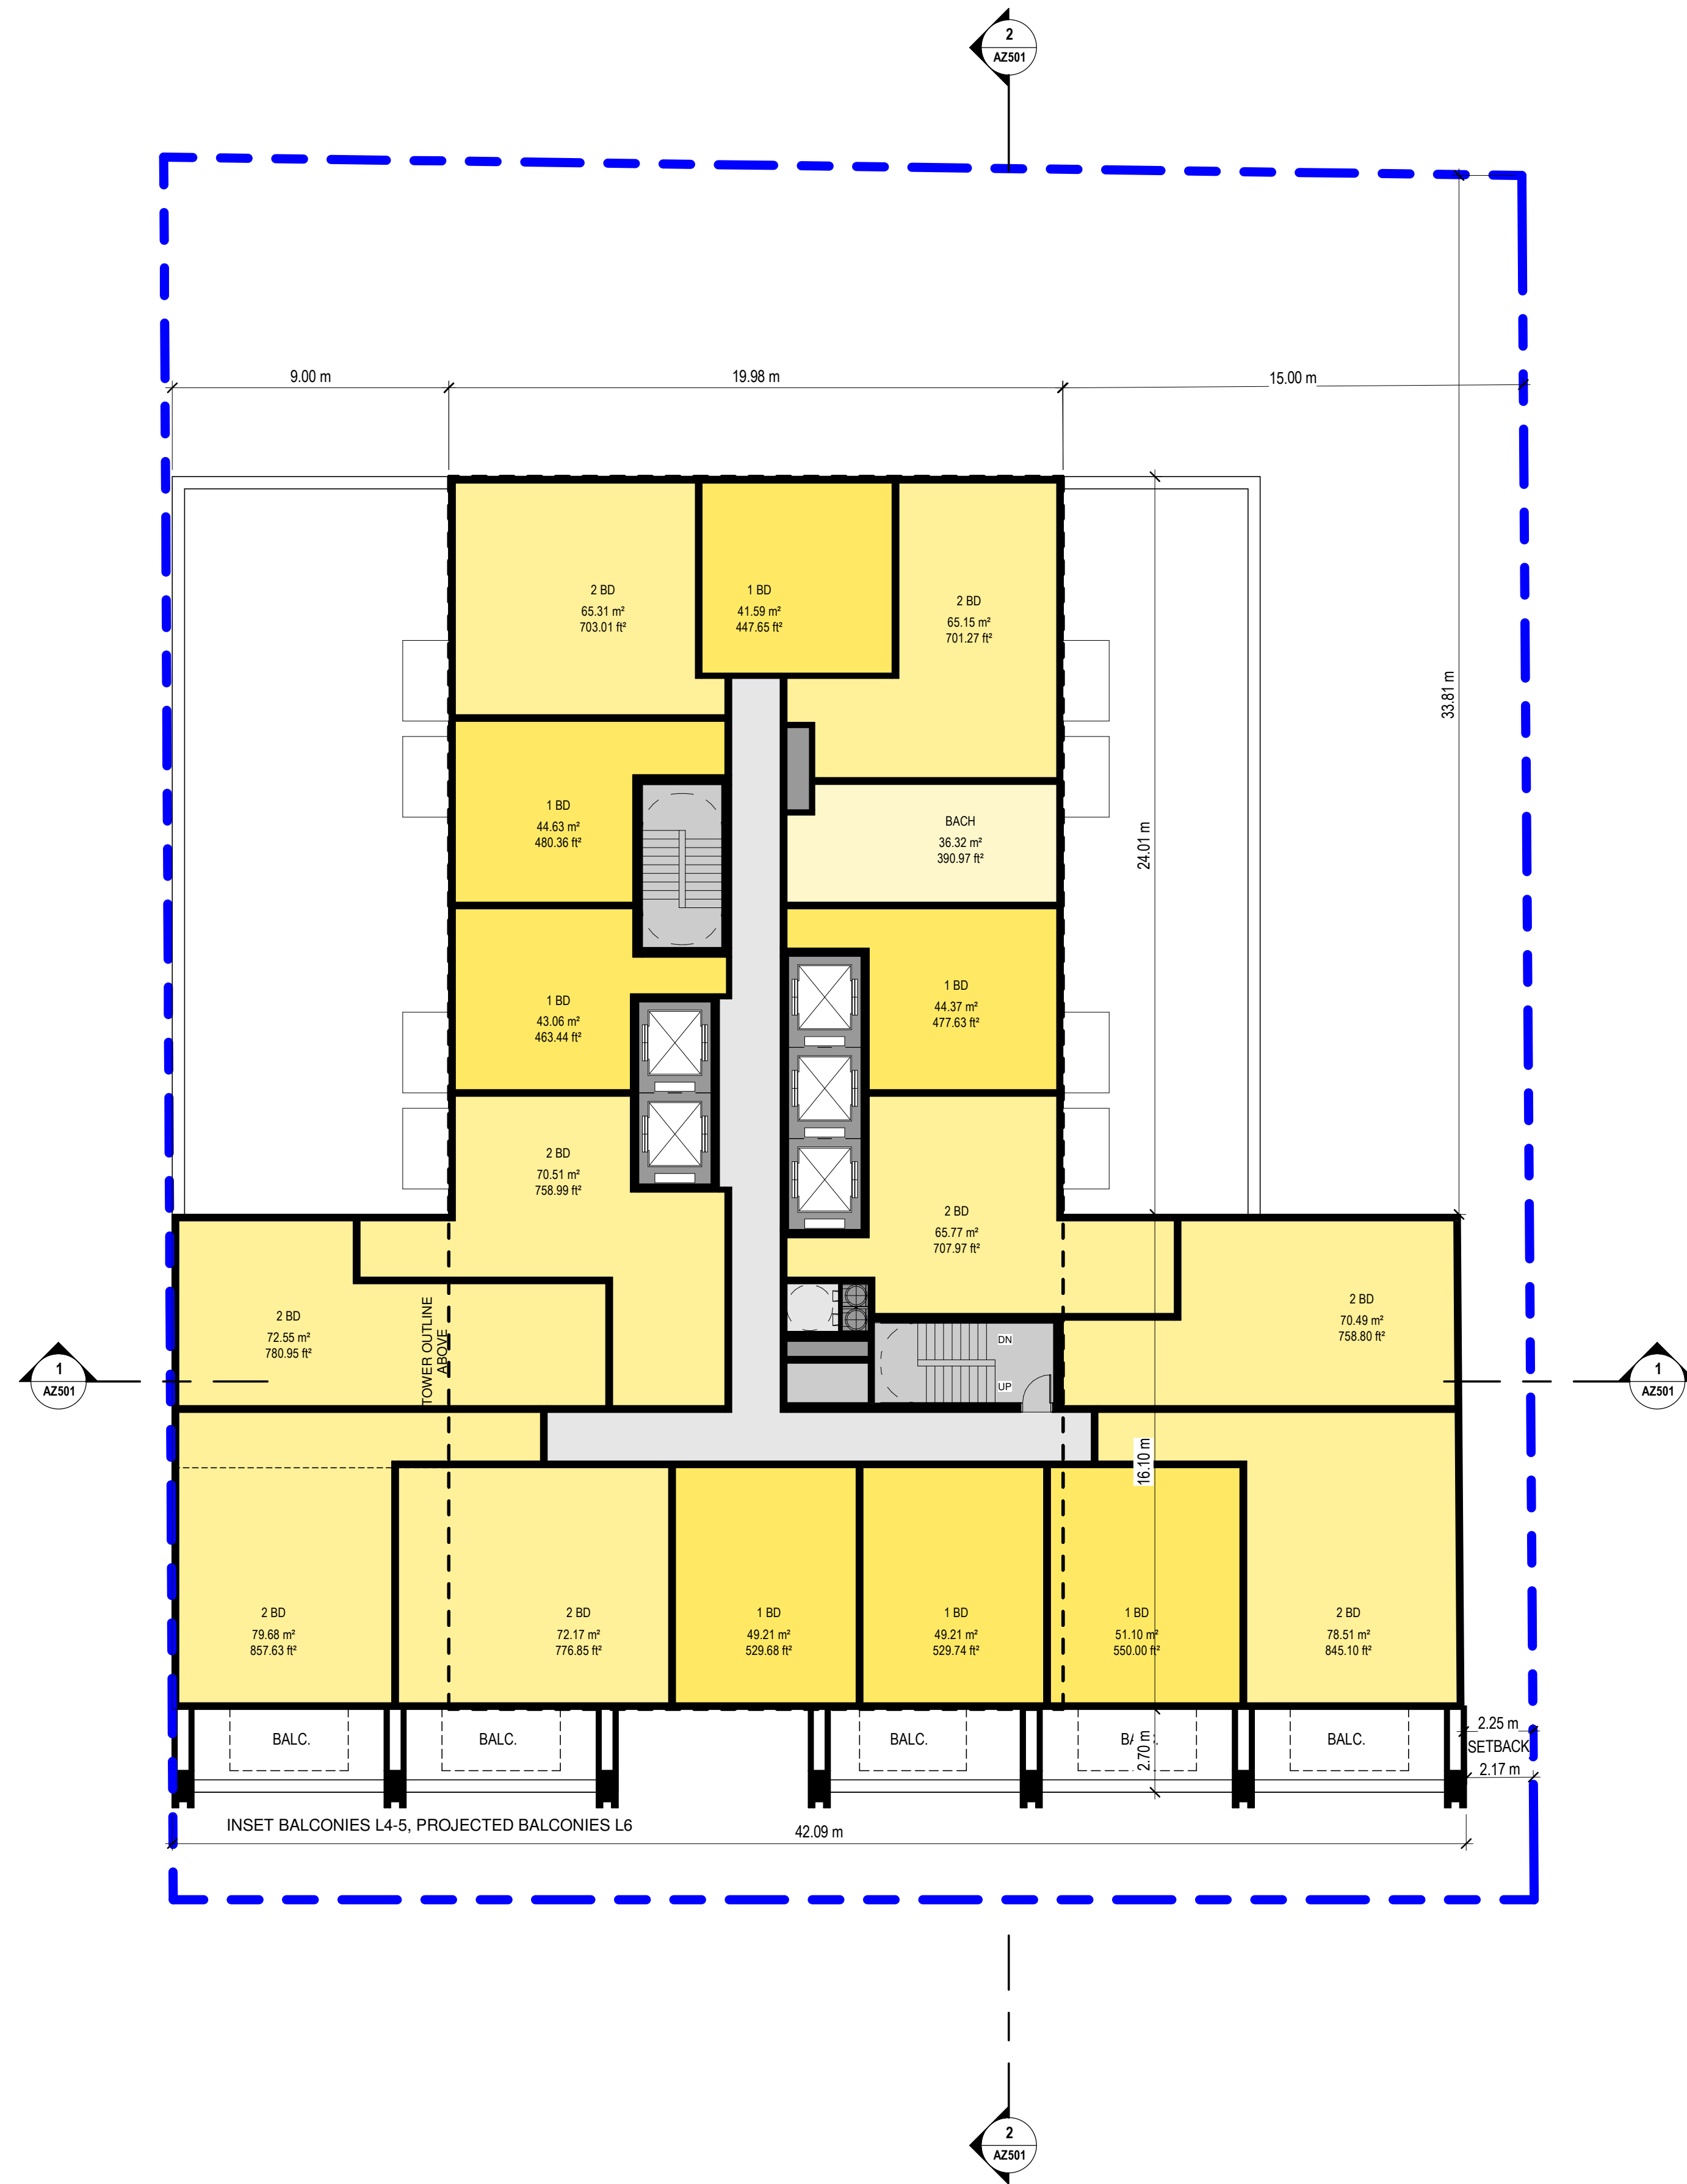 2
AZ501
9.00 m
19.98 m
15.00 m
2 BD
65.31 m²
703.01 ft²
1 BD
41.59 m²
447.65 ft²
2 BD
65.15 m²
701.27 ft²
33.81 m
1 BD
44.63 m²
480.36 ft²
BACH
36.32 m²
390.97 ft²
24.01 m
1 BD
43.06 m²
463.44 ft²
1 BD
44.37 m²
477.63 ft²
2 BD
70.51 m²
758.99 ft²
2 BD
65.77 m²
707.97 ft²
2 BD
72.55 m²
780.95 ft²
TOWER OUTLINE
ABOVE
DN
UP
2 BD
70.49 m²
758.80 ft²
1
AZ501
1
AZ501
16.10 m
2 BD
79.68 m²
857.63 ft²
2 BD
72.17 m²
776.85 ft²
1 BD
49.21 m²
529.68 ft²
1 BD
49.21 m²
529.74 ft²
1 BD
51.10 m²
550.00 ft²
2 BD
78.51 m²
845.10 ft²
BALC.
BALC.
BALC.
BALC.
2.70 m
2.25 m
SETBACK
2.17 m
INSET BALCONIES L4-5, PROJECTED BALCONIES L6
42.09 m
2
AZ501